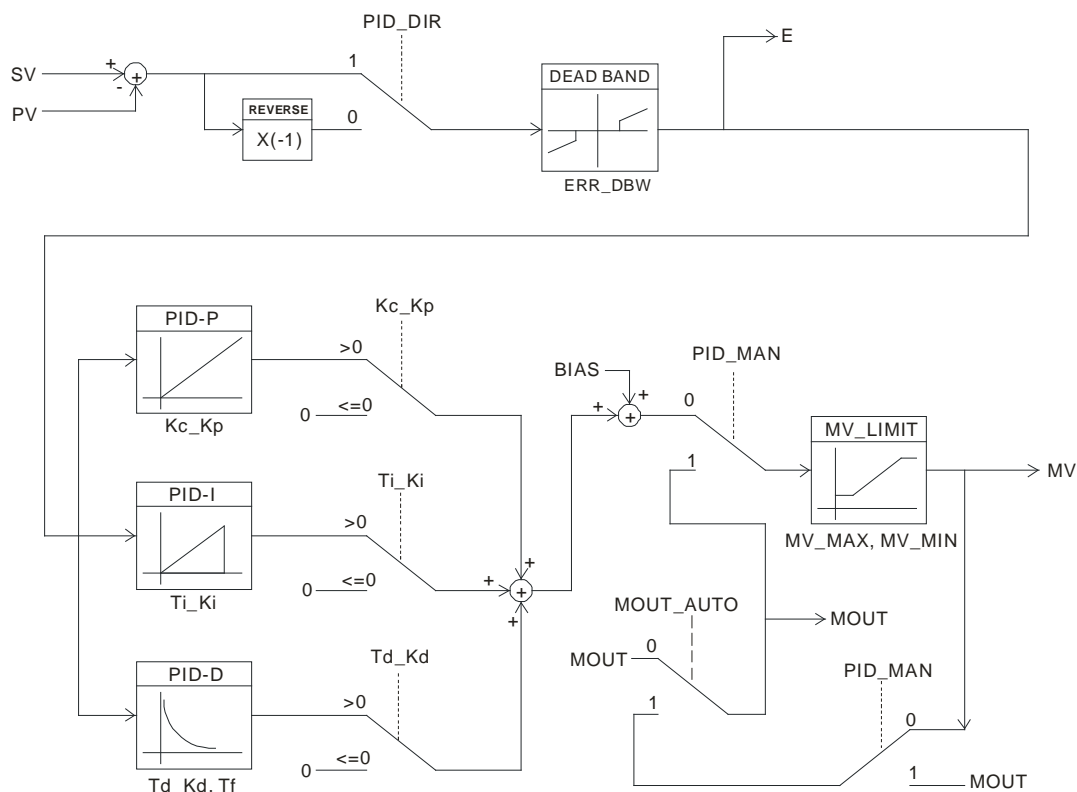 PID_DIR
E
SV
+
+
-
PV
1
0
REVERSE
X(-1)
DEAD BAND
ERR_DBW
PID-P
Kc_Kp
Kc_Kp
>0
0
<=0
PID-I
Ti_Ki
Ti_Ki
>0
0
<=0
PID-D
Td_Kd, Tf
Td_Kd
>0
0
<=0
+
+
+
+
BIAS
+
+
+
PID_MAN
0
1
MV_LIMIT
MV_MAX, MV_MIN
MV
MOUT_AUTO
MOUT
0
1
MOUT
PID_MAN
0
1
MOUT